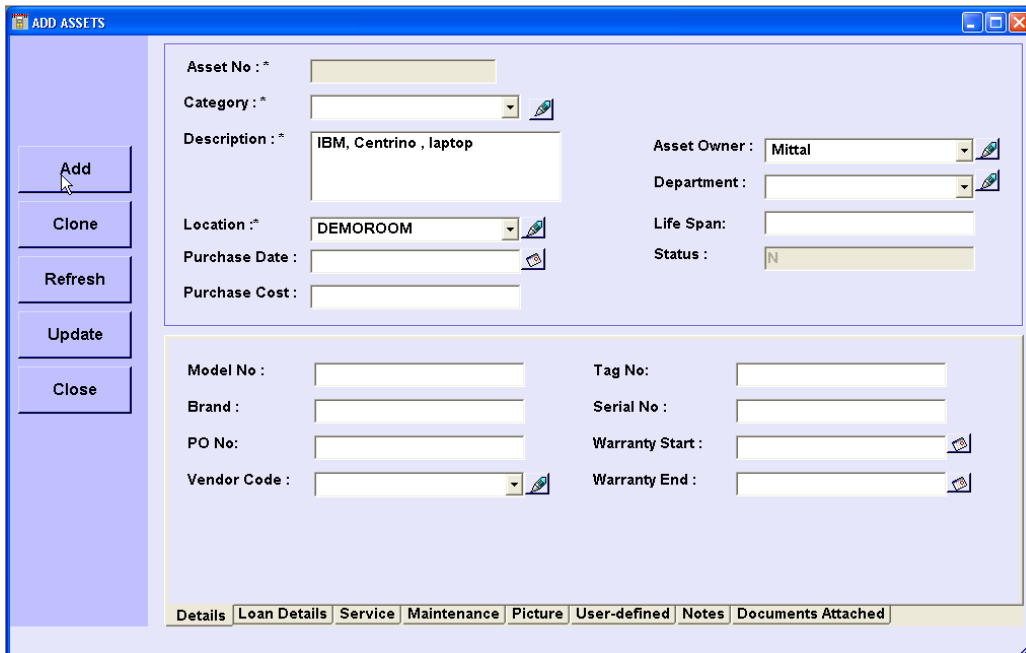 ADD ASSETS
Add
Clone
Refresh
Update
Close
Asset No : *
Category : *
Description : * IBM, Centrino , laptop
Location :* DEMOROOM
Purchase Date :
Purchase Cost :
Asset Owner : Mittal
Department :
Life Span:
Status : N
Model No :
Brand :
PO No:
Vendor Code :
Tag No:
Serial No :
Warranty Start :
Warranty End :
Details Loan Details Service Maintenance Picture User-defined Notes Documents Attached